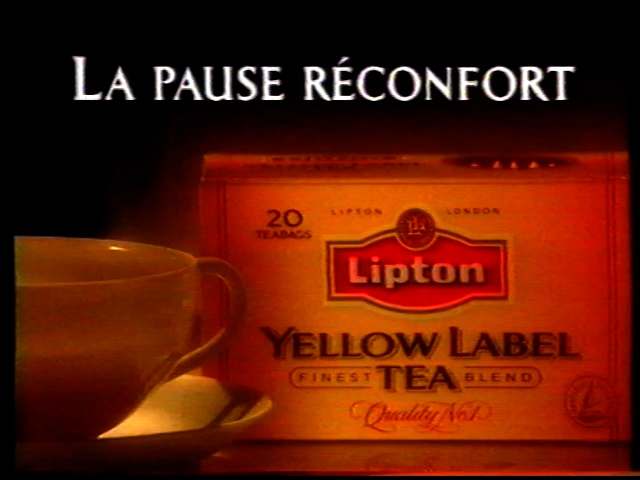 LA PAUSE RÉCONFORT
20
TEABAGS
LIPTON LONDON
Lipton
YELLOW LABEL
FINEST TEA BLEND
Quality No1